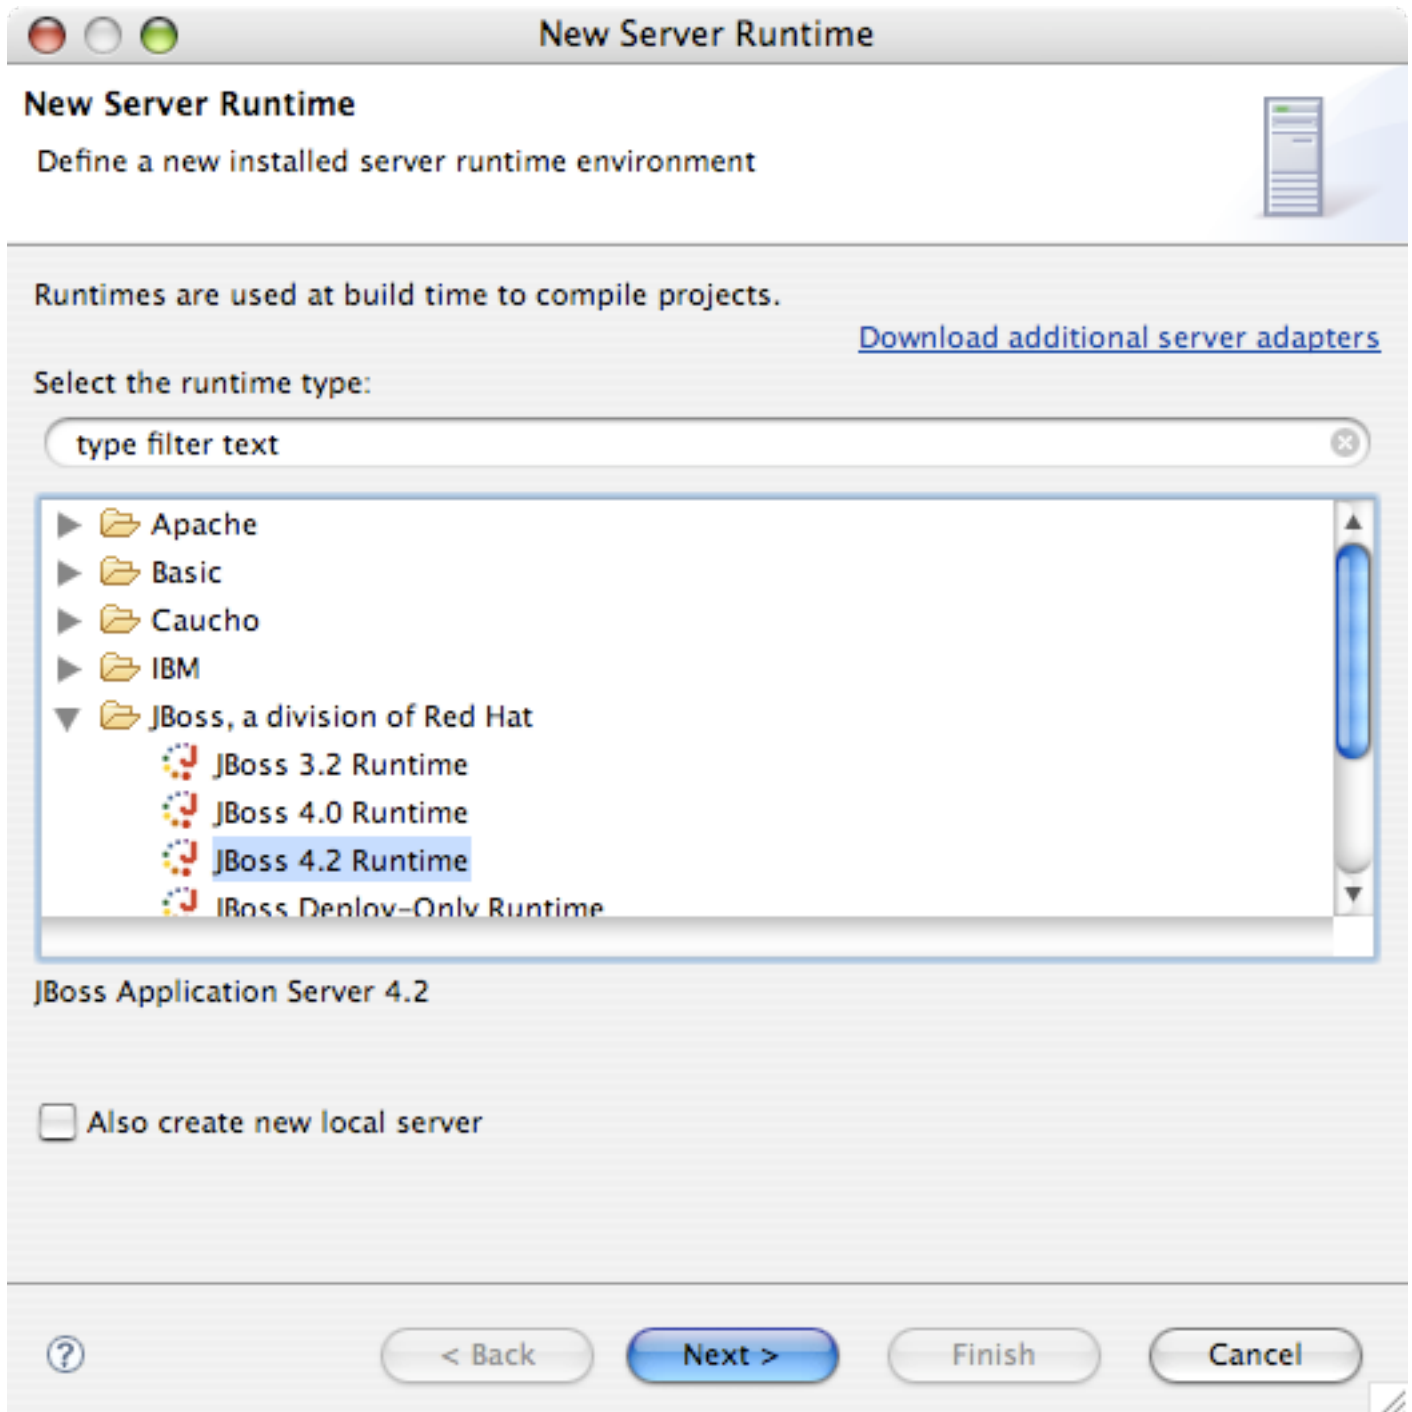 New Server Runtime
New Server Runtime
Define a new installed server runtime environment
Runtimes are used at build time to compile projects.
Download additional server adapters
Select the runtime type:
type filter text
Apache
Basic
Caucho
IBM
JBoss, a division of Red Hat
JBoss 3.2 Runtime
JBoss 4.0 Runtime
JBoss 4.2 Runtime
JBoss Deploy-Only Runtime
JBoss Application Server 4.2
Also create new local server
?
< Back Next > Finish Cancel